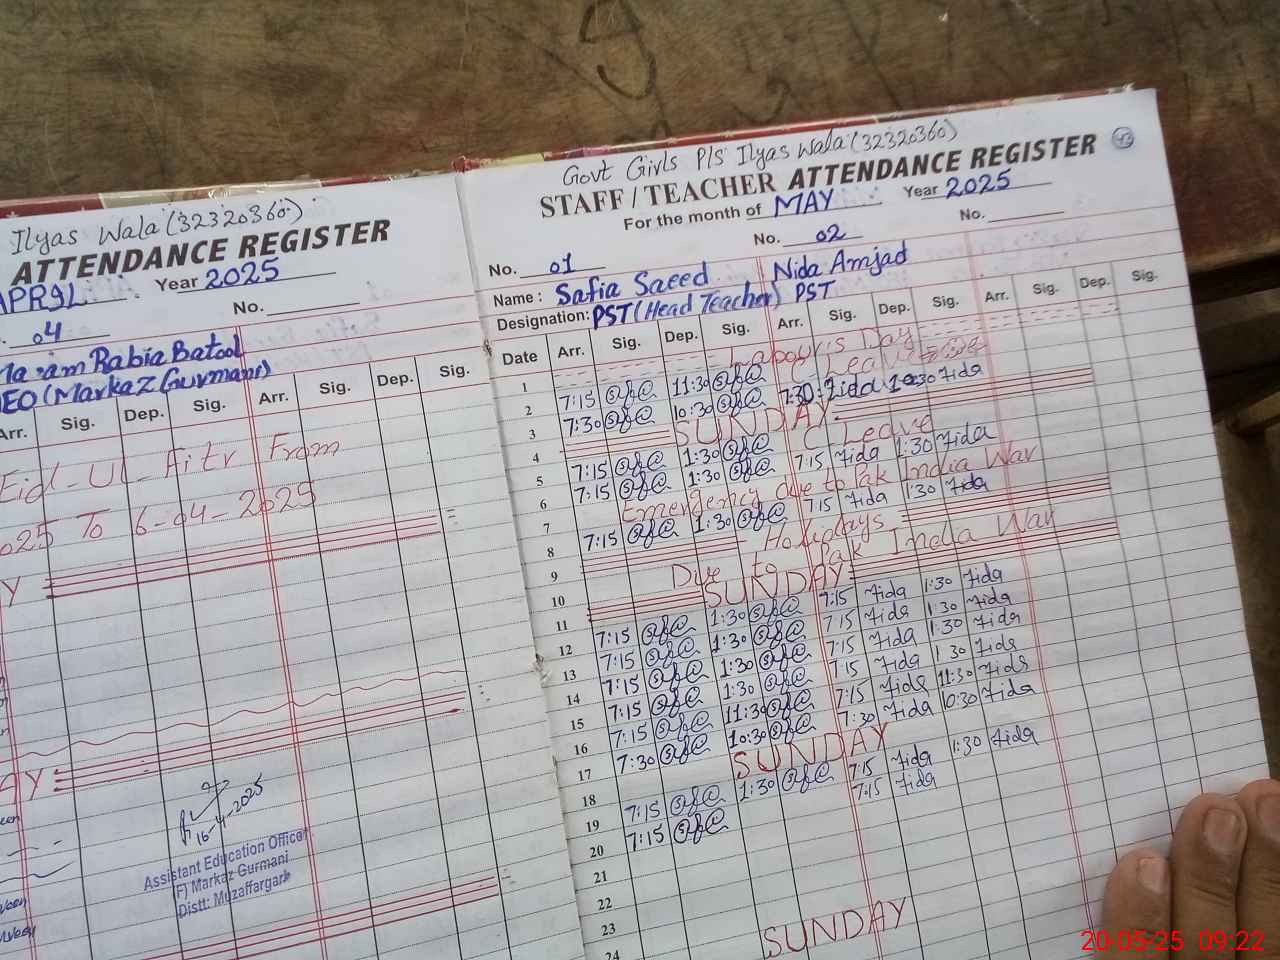 Ilyas Wala (32320360)
ATTENDANCE REGISTER
APRIL Year 2025
No.
04
Rabia Batool
(Markaz Gurmani)
Arr. Sig. Dep. Sig. Arr. Sig. Dep. Sig.
Eid-Ul-Fitr From
2025 To 6-04-2025
Y
AY
16-4-2025
Assistant Education Officer
(F) Markaz Gurmani
Distt: Muzaffargarh
Govt Girls P/S Ilyas Wala (32320360)
43
STAFF / TEACHER ATTENDANCE REGISTER
For the month of MAY Year 2025
No. 01 No. 02 No.
Name : Safia Saeed Nida Amjad
Designation: PST (Head Teacher) PST
Date Arr. Sig. Dep. Sig. Arr. Sig. Dep. Sig. Arr. Sig. Dep. Sig.
1 Labour's Day
2 7:15 11:30 C Leave
3 7:30 10:30 7:30 Nida 10:30 Nida
4 SUNDAY
5 7:15 1:30 C Leave
6 7:15 1:30 7:15 Nida 1:30 Nida
7 Emergency due to Pak India War
8 7:15 1:30 7:15 Nida 1:30 Nida
9 Holidays
10 Due to Pak India War
11 SUNDAY
12 7:15 1:30 7:15 Nida 1:30 Nida
13 7:15 1:30 7:15 Nida 1:30 Nida
14 7:15 1:30 7:15 Nida 1:30 Nida
15 7:15 1:30 7:15 Nida 1:30 Nida
16 7:15 11:30 7:15 Nida 11:30 Nida
17 7:30 10:30 7:30 Nida 10:30 Nida
18 SUNDAY
19 7:15 1:30 7:15 Nida 1:30 Nida
20 7:15 7:15 Nida
21
22
23
24
SUNDAY
20-05-25 09:22